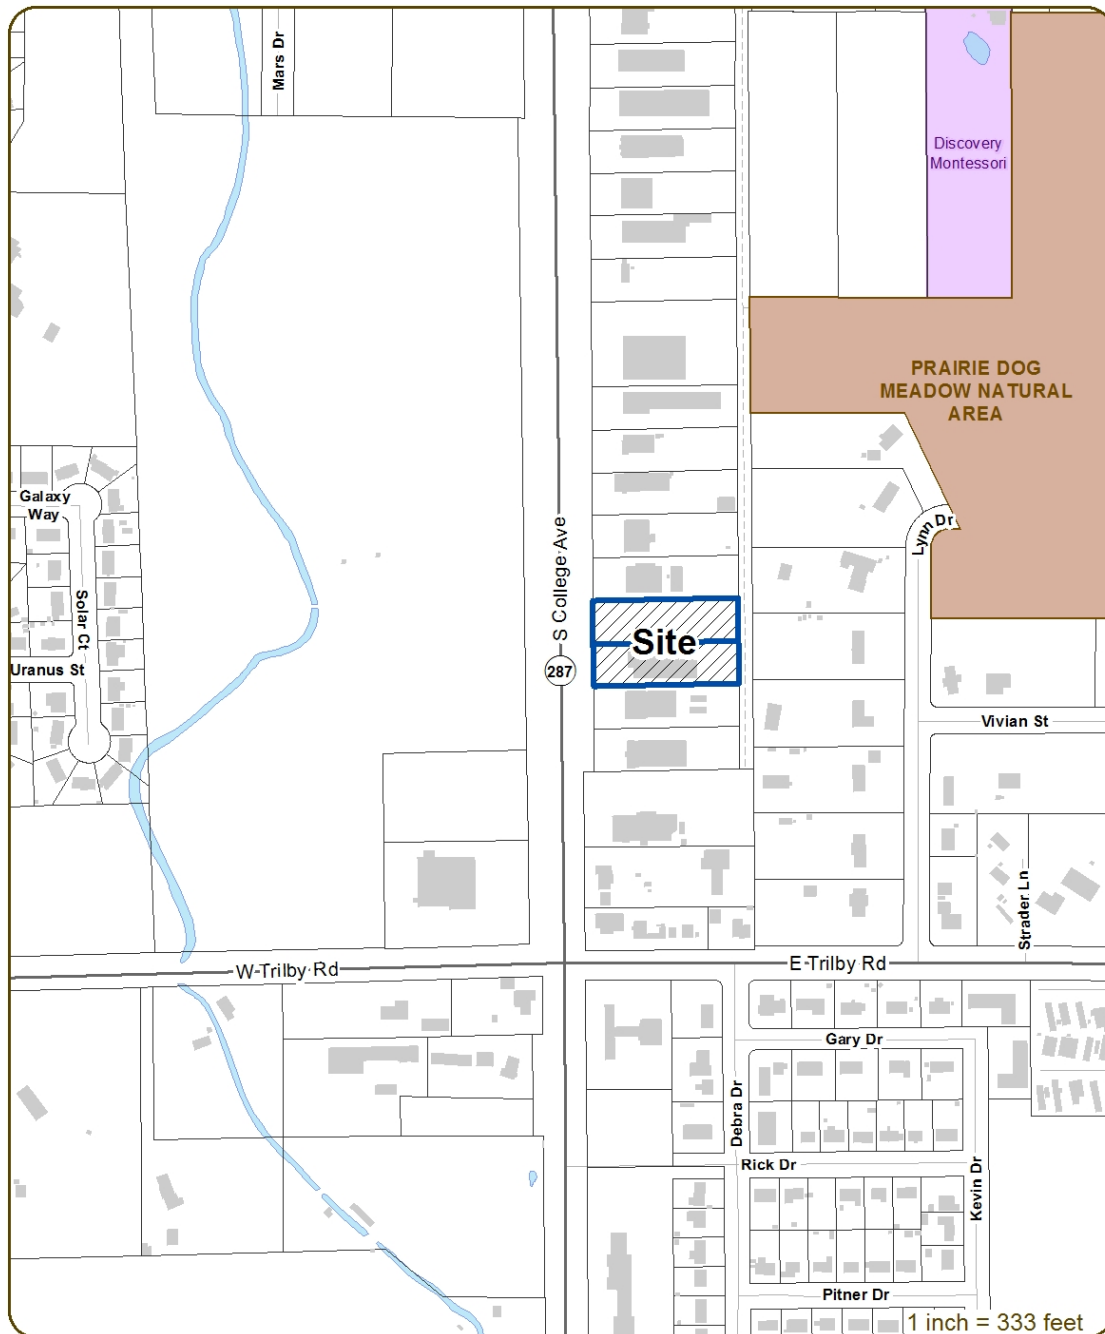 Mars Dr
Discovery
Montessori
PRAIRIE DOG
MEADOW NATURAL
AREA
Galaxy
Way
Lynn Dr
S College Ave
Solar Ct
Site
Uranus St
287
Vivian St
Strader Ln
W Trilby Rd
E Trilby Rd
Gary Dr
Debra Dr
Rick Dr
Kevin Dr
Pitner Dr
1 inch = 333 feet